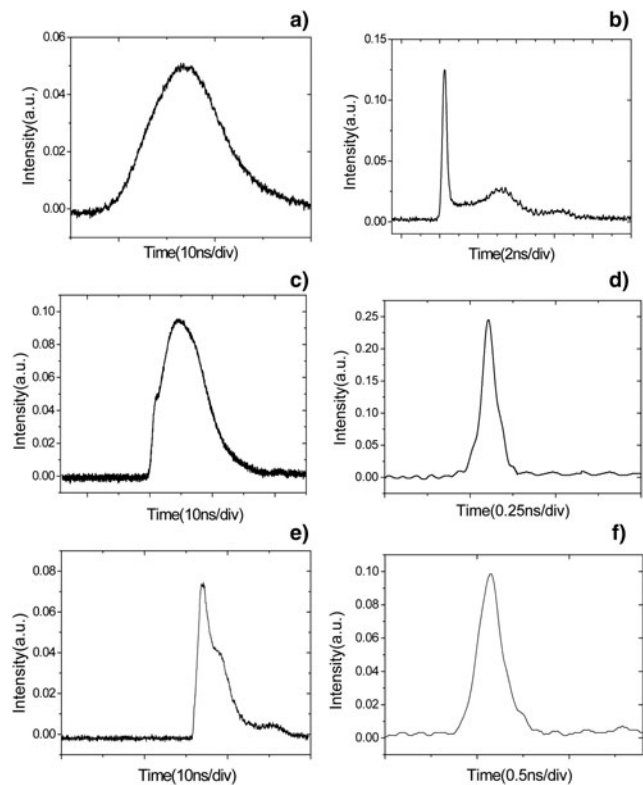 a)
Intensity(a.u.)
0.06
0.04
0.02
0.00
Time(10ns/div)
b)
Intensity(a.u.)
0.15
0.10
0.05
0.00
Time(2ns/div)
c)
Intensity(a.u.)
0.10
0.08
0.06
0.04
0.02
0.00
Time(10ns/div)
d)
Intensity(a.u.)
0.25
0.20
0.15
0.10
0.05
0.00
Time(0.25ns/div)
e)
Intensity(a.u.)
0.08
0.06
0.04
0.02
0.00
Time(10ns/div)
f)
Intensity(a.u.)
0.10
0.08
0.06
0.04
0.02
0.00
Time(0.5ns/div)